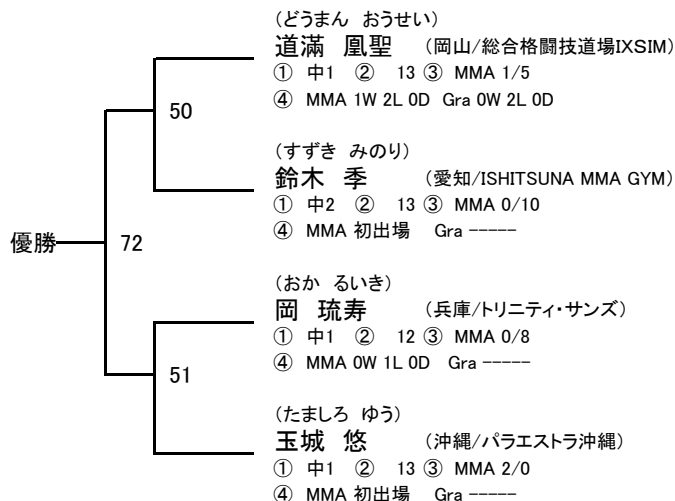 (どうまん おうせい)
道滿 凰聖 (岡山/総合格闘技道場IXSIM)
① 中1 ② 13 ③ MMA 1/5
④ MMA 1W 2L 0D Gra 0W 2L 0D
50
(すずき みのり)
鈴木 季 (愛知/ISHITSUNA MMA GYM)
① 中2 ② 13 ③ MMA 0/10
④ MMA 初出場 Gra -----
優勝
72
(おか るいき)
岡 琉寿 (兵庫/トリニティ・サンズ)
① 中1 ② 12 ③ MMA 0/8
④ MMA 0W 1L 0D Gra -----
51
(たましろ ゆう)
玉城 悠 (沖縄/パラエストラ沖縄)
① 中1 ② 13 ③ MMA 2/0
④ MMA 初出場 Gra -----